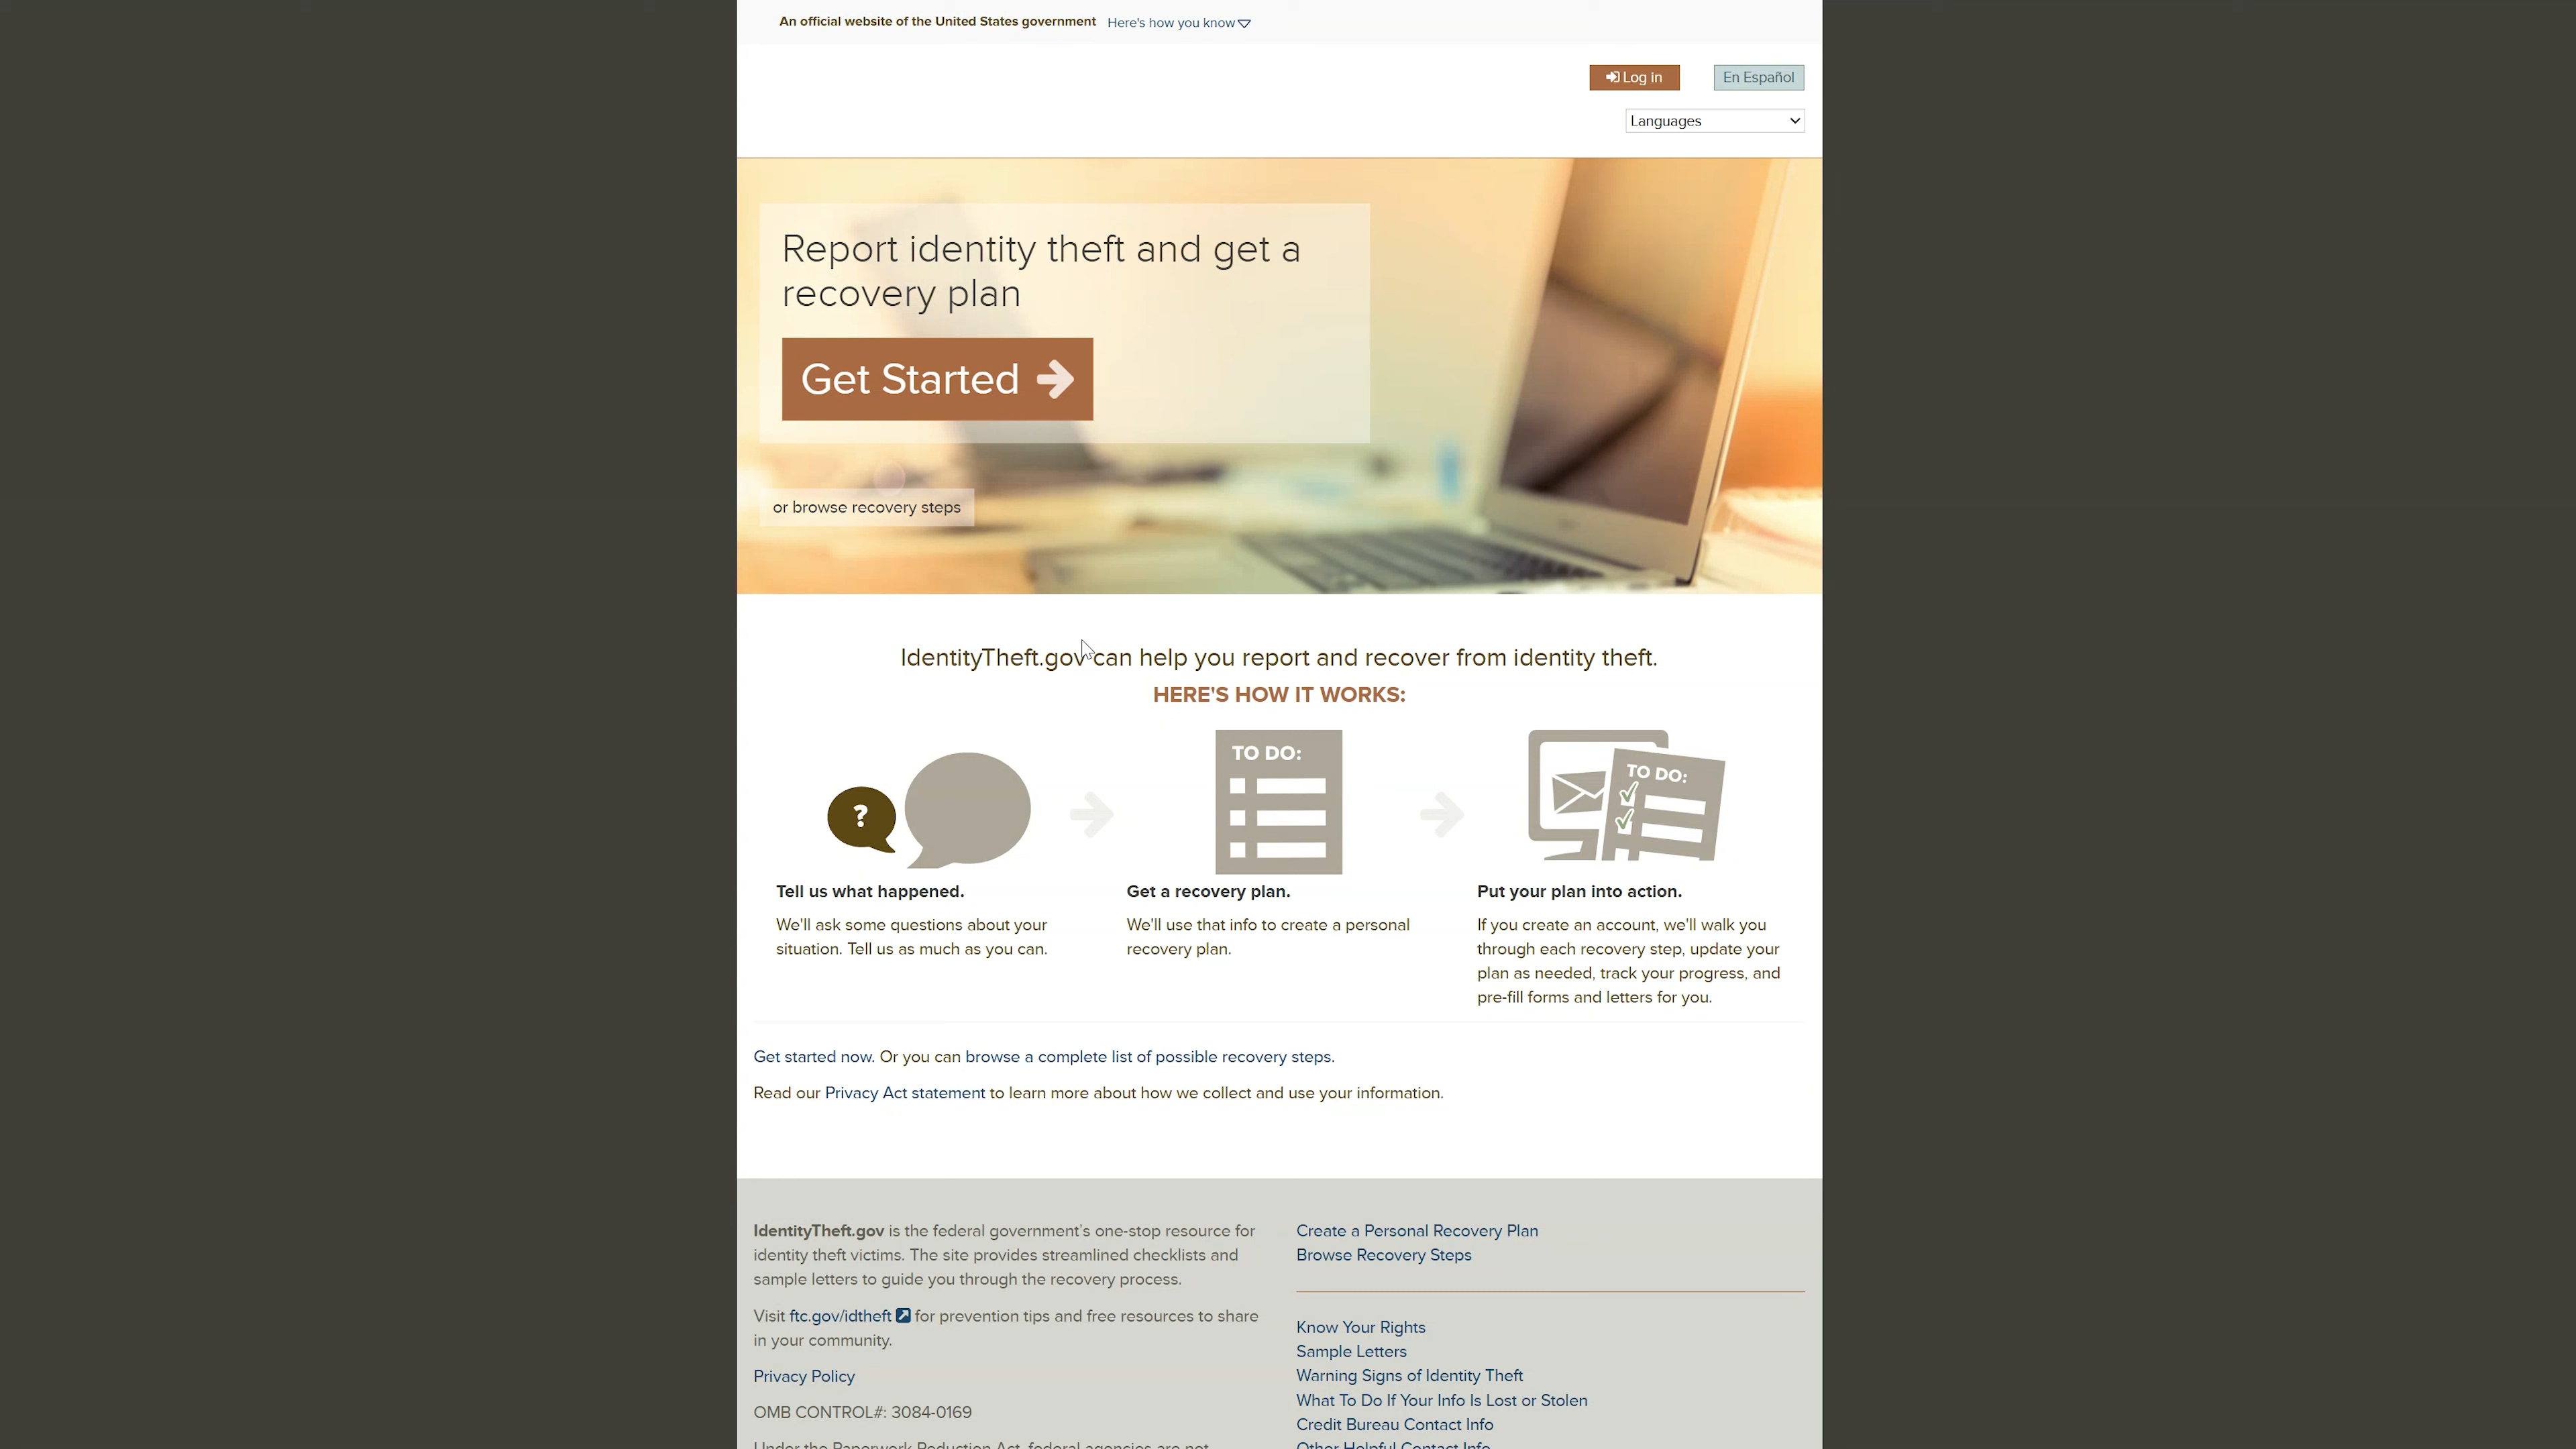 An official website of the United States government Here's how you know
Log in
En Español
Languages
Report identity theft and get a
recovery plan
Get Started
or browse recovery steps
IdentityTheft.gov can help you report and recover from identity theft.
HERE'S HOW IT WORKS:
?
TO DO:
TO DO:
Tell us what happened.
We'll ask some questions about your
situation. Tell us as much as you can.
Get a recovery plan.
We'll use that info to create a personal
recovery plan.
Put your plan into action.
If you create an account, we'll walk you
through each recovery step, update your
plan as needed, track your progress, and
pre-fill forms and letters for you.
Get started now. Or you can browse a complete list of possible recovery steps.
Read our Privacy Act statement to learn more about how we collect and use your information.
IdentityTheft.gov is the federal government's one-stop resource for
identity theft victims. The site provides streamlined checklists and
sample letters to guide you through the recovery process.
Visit ftc.gov/idtheft for prevention tips and free resources to share
in your community.
Privacy Policy
OMB CONTROL#: 3084-0169
Under the Paperwork Reduction Act, federal agencies are not
Create a Personal Recovery Plan
Browse Recovery Steps
Know Your Rights
Sample Letters
Warning Signs of Identity Theft
What To Do If Your Info Is Lost or Stolen
Credit Bureau Contact Info
Other Helpful Contact Info